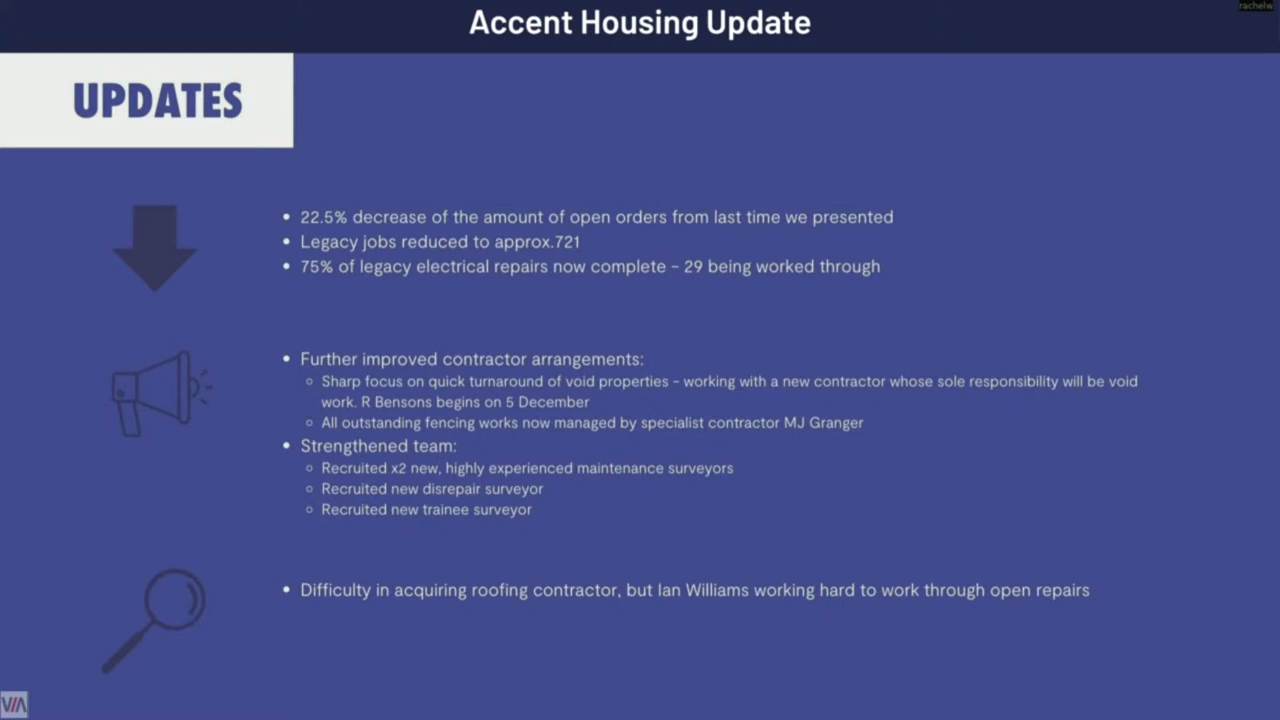 rachelw
Accent Housing Update
UPDATES
• 22.5% decrease of the amount of open orders from last time we presented
• Legacy jobs reduced to approx.721
• 75% of legacy electrical repairs now complete – 29 being worked through
• Further improved contractor arrangements:
◦ Sharp focus on quick turnaround of void properties – working with a new contractor whose sole responsibility will be void
work. R Bensons begins on 5 December
◦ All outstanding fencing works now managed by specialist contractor MJ Granger
• Strengthened team:
◦ Recruited x2 new, highly experienced maintenance surveyors
◦ Recruited new disrepair surveyor
◦ Recruited new trainee surveyor
• Difficulty in acquiring roofing contractor, but Ian Williams working hard to work through open repairs
VIA